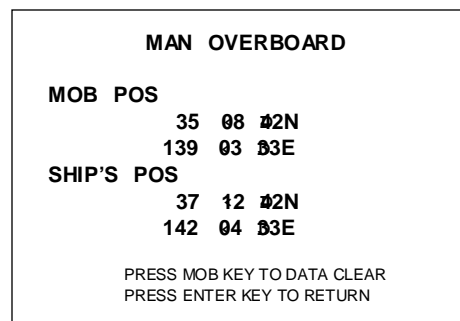 MAN OVERBOARD
MOB POS
35 08 42N
139 03 33E
SHIP'S POS
37 12 42N
142 04 33E
PRESS MOB KEY TO DATA CLEAR
PRESS ENTER KEY TO RETURN